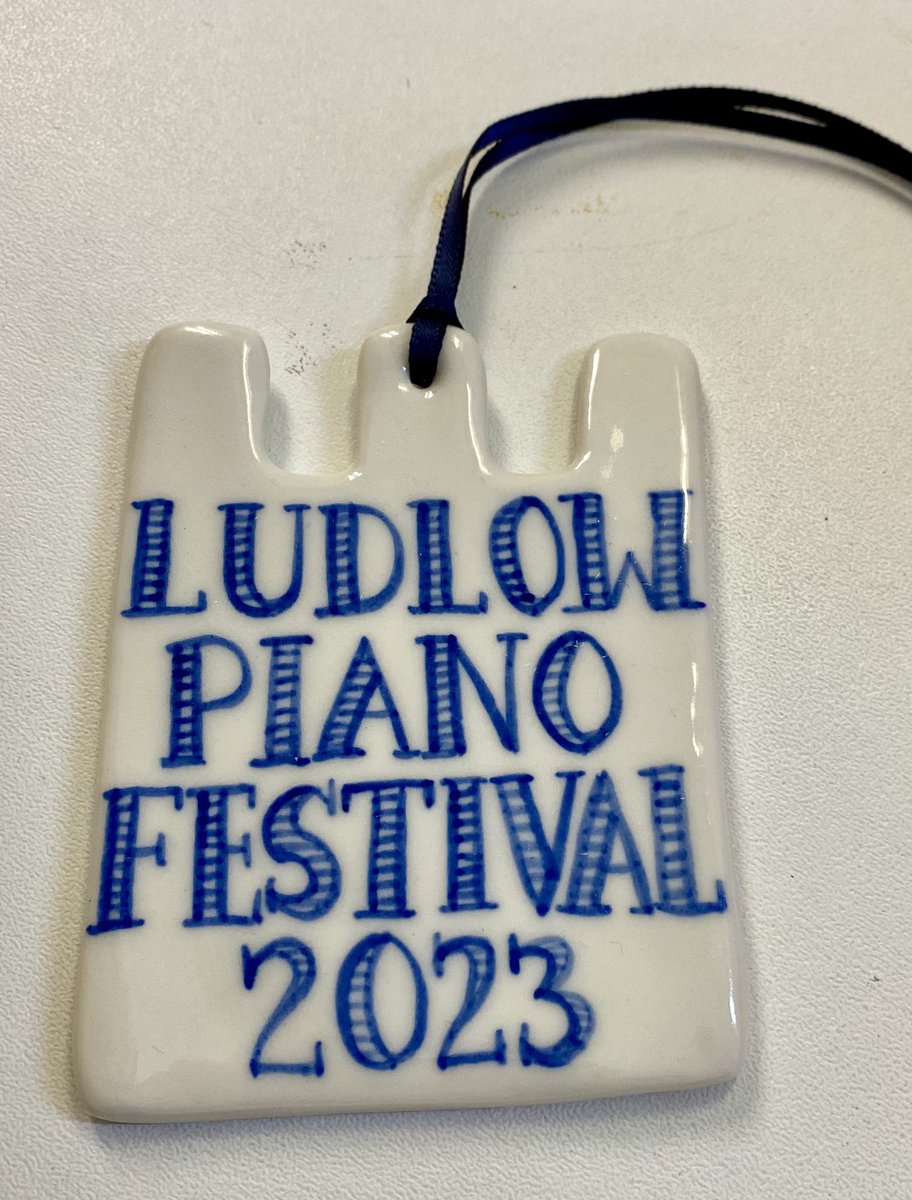 LUDLOW
PIANO
FESTIVAL
2023